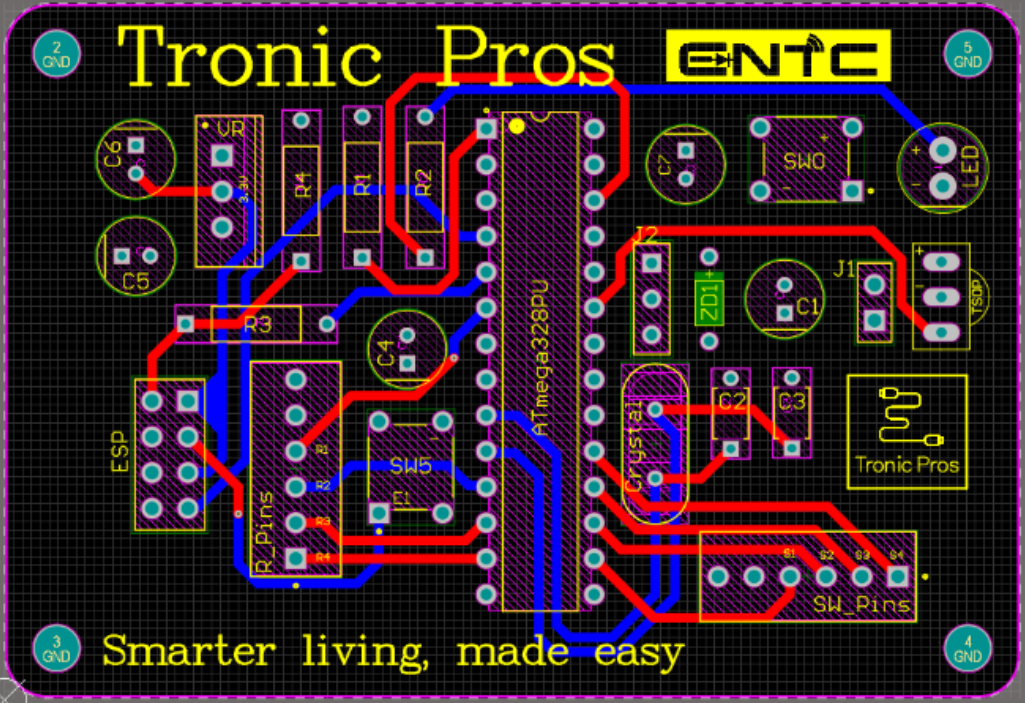 Tronic Pros
ENTC
2
GND
5
GND
C6
VR
3.3V
R4
R1
R2
C7
+
SW0
-
+
-
LED
C5
R3
C4
ATmega328PU
J2
ZD1+
C1
J1
+
-
TSOP
ESP
R_Pins
R1
R2
R3
R4
SW5
E1
Crystal
C2
C3
Tronic Pros
S1
S2
S3
S4
SW_Pins
3
GND
Smarter living, made easy
4
GND